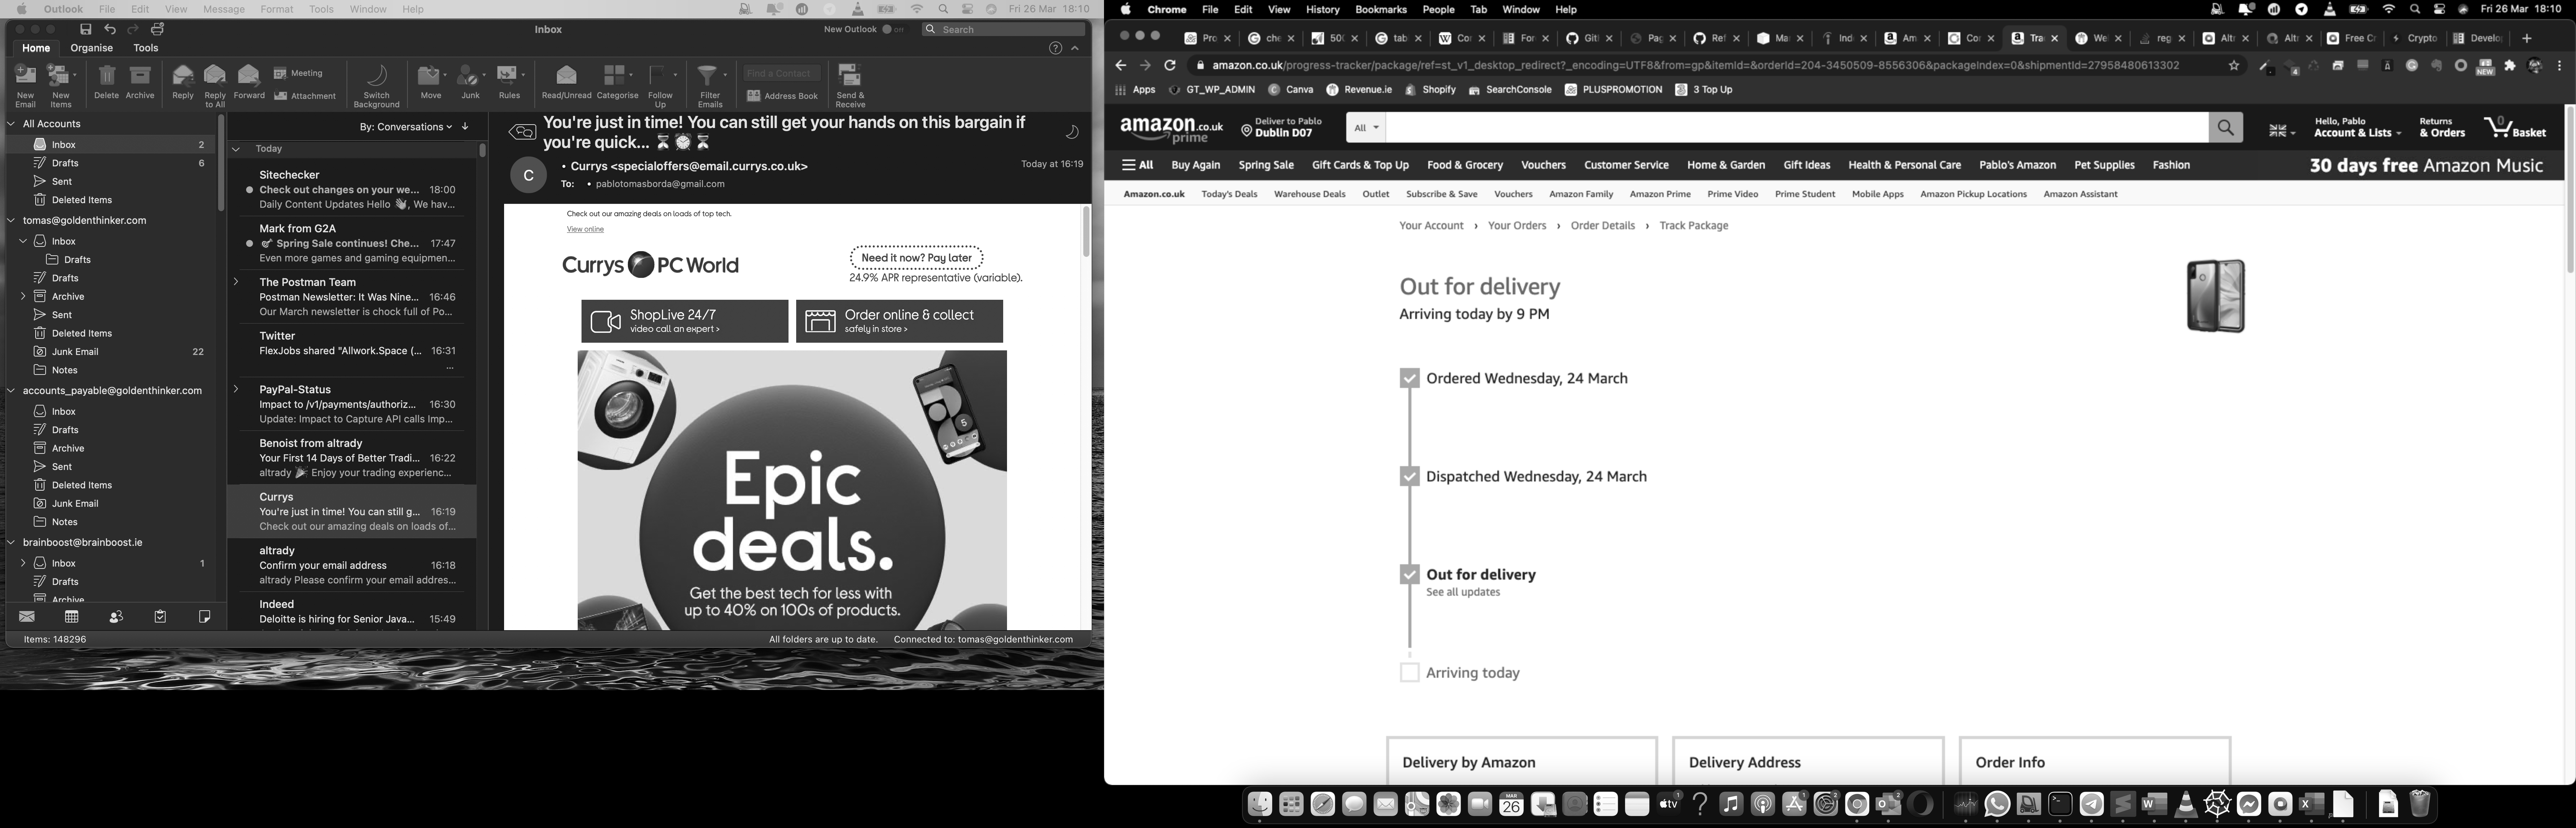 Outlook File Edit View Message Format Tools Window Help
Fri 26 Mar 18:10
Inbox
New Outlook
Search
Home Organise Tools
New Email
New Items
Delete
Archive
Reply
Reply to All
Forward
Meeting
Attachment
Switch Background
Move
Junk
Rules
Read/Unread
Categorise
Follow Up
Filter Emails
Find a Contact
Address Book
Send & Receive
All Accounts
Inbox 2
Drafts 6
Sent
Deleted Items
tomas@goldenthinker.com
Inbox
Drafts
Drafts
Archive
Sent
Deleted Items
Junk Email 22
Notes
accounts_payable@goldenthinker.com
Inbox
Drafts
Archive
Sent
Deleted Items
Junk Email
Notes
brainboost@brainboost.ie
Inbox 1
Drafts
Archive
Items: 148296
By: Conversations
Today
Sitechecker
Check out changes on your we... 18:00
Daily Content Updates Hello 👋, We hav...
Mark from G2A
Spring Sale continues! Che... 17:47
Even more games and gaming equipmen...
The Postman Team
Postman Newsletter: It Was Nine... 16:46
Our March newsletter is chock full of Po...
Twitter
FlexJobs shared "Allwork.Space (... 16:31
...
PayPal-Status
Impact to /v1/payments/authoriz... 16:30
Update: Impact to Capture API calls Imp...
Benoist from altrady
Your First 14 Days of Better Tradi... 16:22
altrady 🎉 Enjoy your trading experienc...
Currys
You're just in time! You can still g... 16:19
Check out our amazing deals on loads of...
altrady
Confirm your email address 16:18
altrady Please confirm your email addres...
Indeed
Deloitte is hiring for Senior Java... 15:49
You're just in time! You can still get your hands on this bargain if
you're quick... ⏳⏰⏳
C
Currys <specialoffers@email.currys.co.uk>
Today at 16:19
To: pablotomasborda@gmail.com
Check out our amazing deals on loads of top tech.
View online
Currys PC World
Need it now? Pay later
24.9% APR representative (variable).
ShopLive 24/7
video call an expert >
Order online & collect
safely in store >
Epic
deals.
Get the best tech for less with
up to 40% on 100s of products.
All folders are up to date. Connected to: tomas@goldenthinker.com
Chrome File Edit View History Bookmarks People Tab Window Help
Fri 26 Mar 18:10
Pro che 500 tab Cor For Git Pag Ref Ma Ind Am Cor Tra We reg Altr Altr Free C Crypto Develo
amazon.co.uk/progress-tracker/package/ref=st_v1_desktop_redirect?_encoding=UTF8&from=gp&itemId=&orderId=204-3450509-8556306&packageIndex=0&shipmentId=27958480613302
NEW
Apps GT_WP_ADMIN Canva Revenue.ie Shopify SearchConsole PLUSPROMOTION 3 Top Up
amazon.co.uk
prime
Deliver to Pablo
Dublin D07
All
Hello, Pablo
Account & Lists
Returns
& Orders
0
Basket
All Buy Again Spring Sale Gift Cards & Top Up Food & Grocery Vouchers Customer Service Home & Garden Gift Ideas Health & Personal Care Pablo's Amazon Pet Supplies Fashion
30 days free Amazon Music
Amazon.co.uk Today's Deals Warehouse Deals Outlet Subscribe & Save Vouchers Amazon Family Amazon Prime Prime Video Prime Student Mobile Apps Amazon Pickup Locations Amazon Assistant
Your Account › Your Orders › Order Details › Track Package
Out for delivery
Arriving today by 9 PM
Ordered Wednesday, 24 March
Dispatched Wednesday, 24 March
Out for delivery
See all updates
Arriving today
Delivery by Amazon
Delivery Address
Order Info
MAR
26
tv